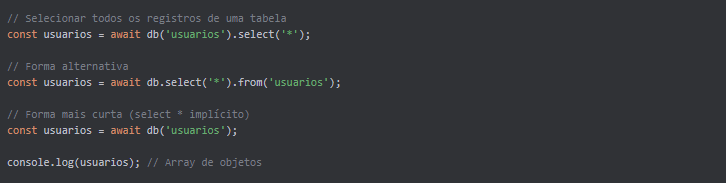 // Selecionar todos os registros de uma tabela
const usuarios = await db('usuarios').select('*');
// Forma alternativa
const usuarios = await db.select('*').from('usuarios');
// Forma mais curta (select * implícito)
const usuarios = await db('usuarios');
console.log(usuarios); // Array de objetos